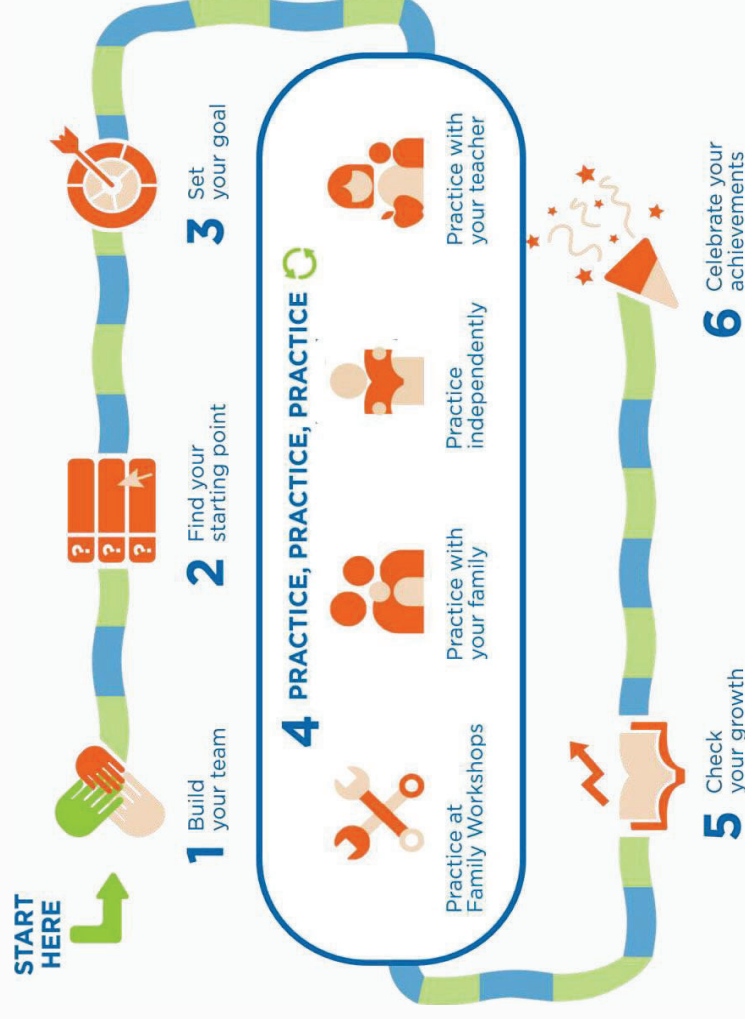 START
HERE
1 Build
your team
2 Find your
starting point
3 Set
your goal
4 PRACTICE, PRACTICE, PRACTICE
Practice at
Family Workshops
Practice with
your family
Practice
independently
Practice with
your teacher
5 Check
your growth
6 Celebrate your
achievements
?
?
?